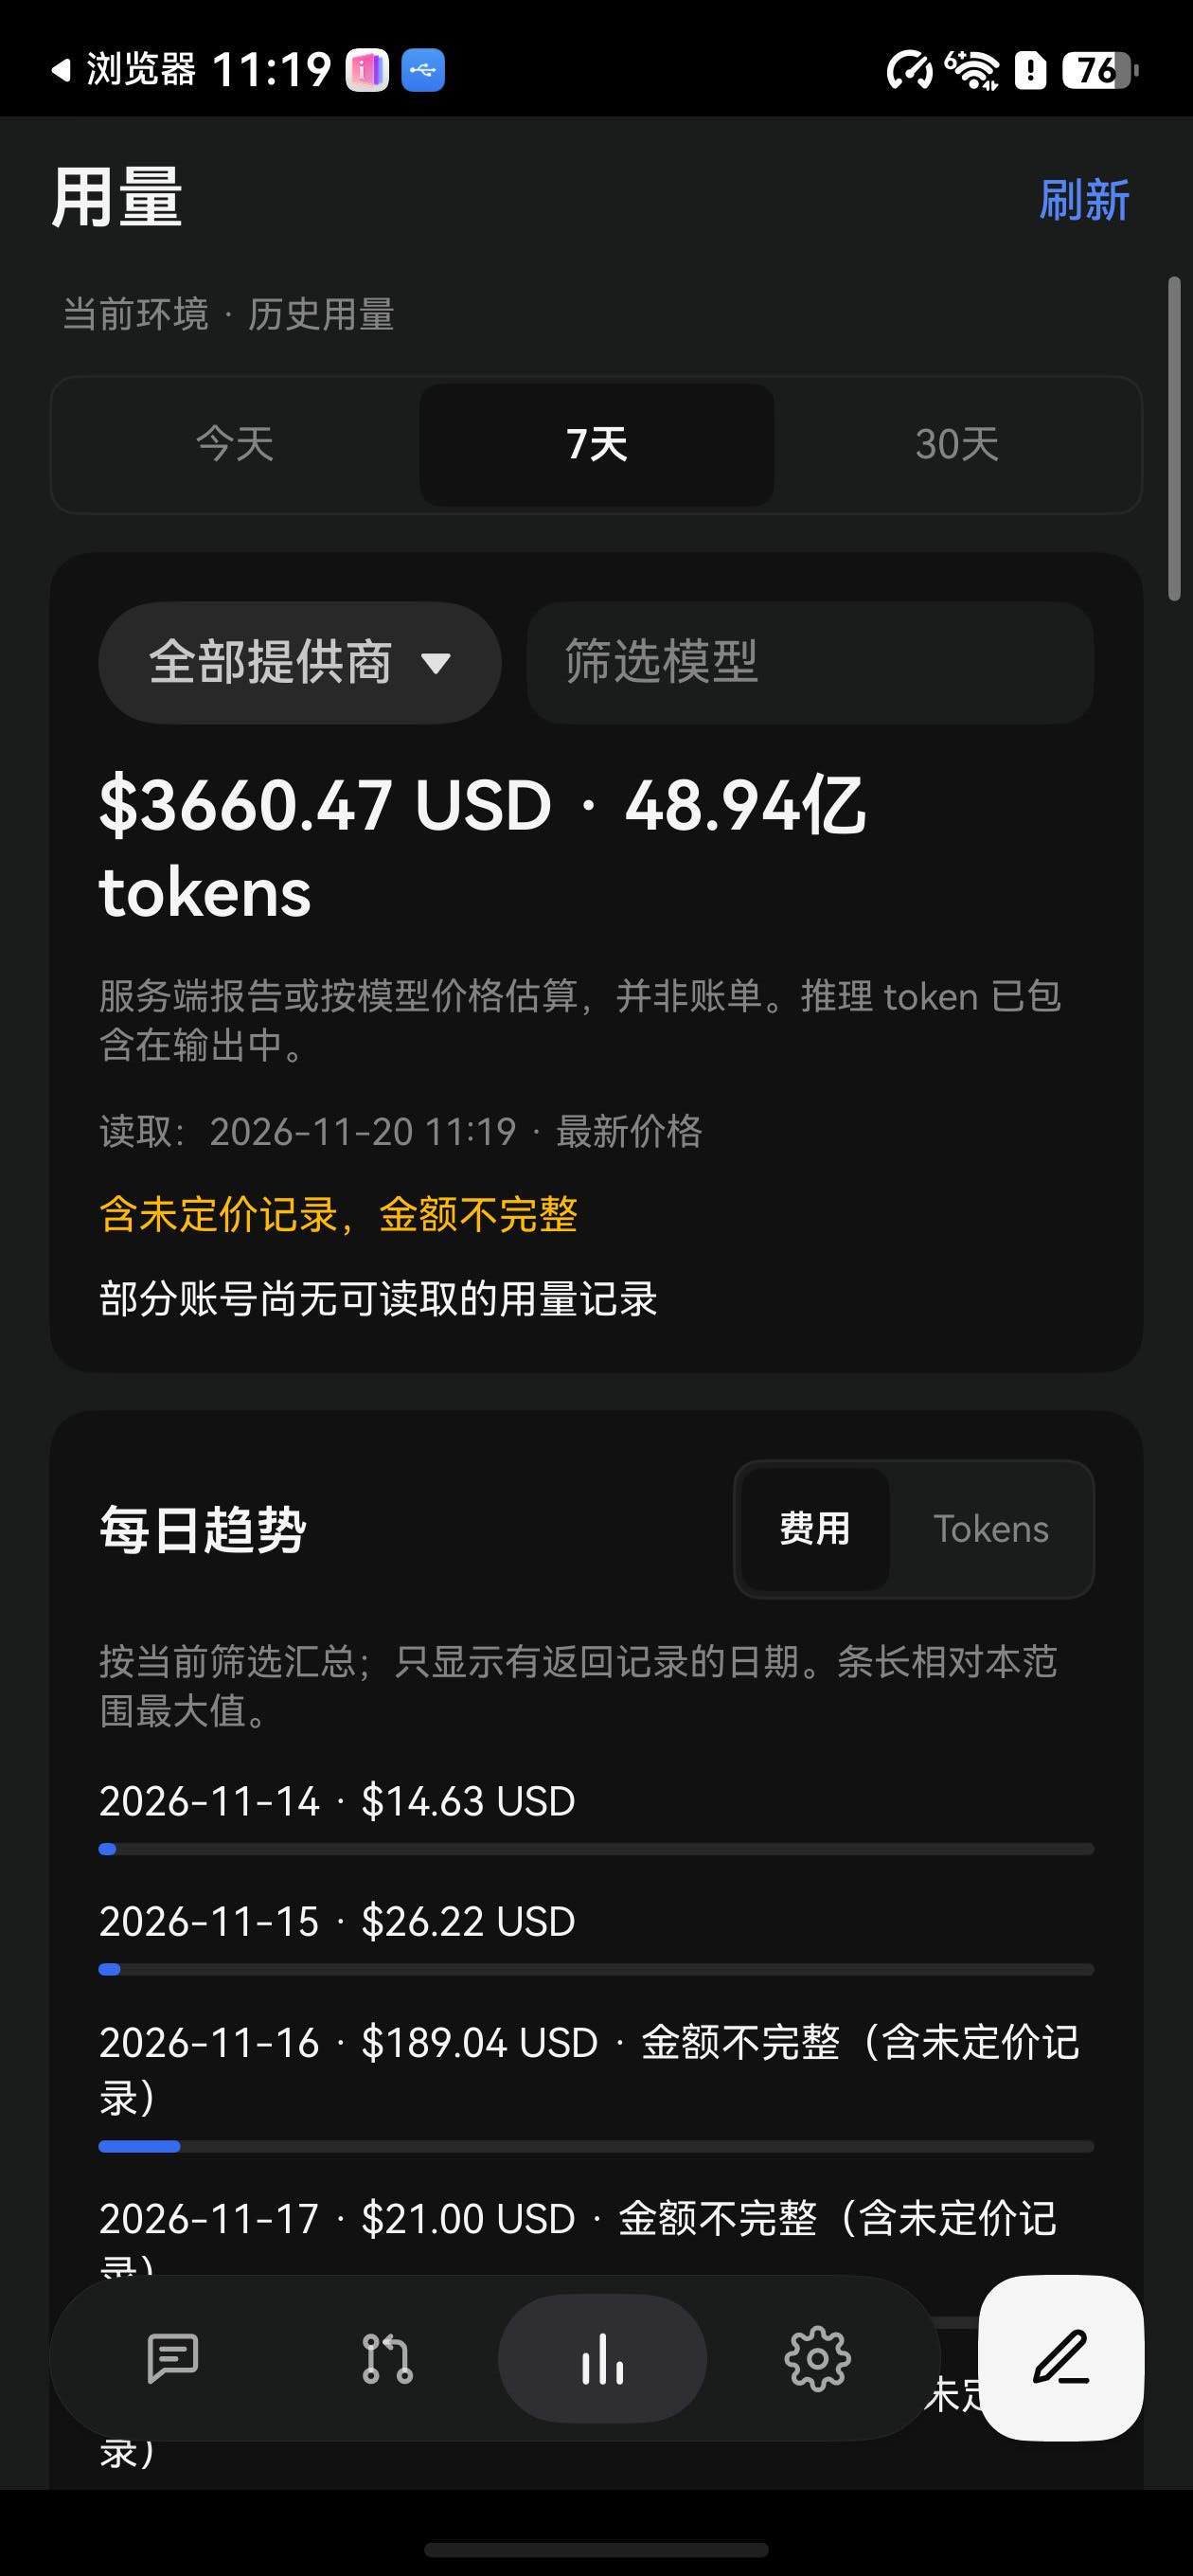 浏览器 11:19
76
用量
刷新
当前环境 · 历史用量
今天
7天
30天
全部提供商
筛选模型
$3660.47 USD · 48.94亿
tokens
服务端报告或按模型价格估算，并非账单。推理 token 已包
含在输出中。
读取：2026-11-20 11:19 · 最新价格
含未定价记录，金额不完整
部分账号尚无可读取的用量记录
每日趋势
费用
Tokens
按当前筛选汇总；只显示有返回记录的日期。条长相对本范
围最大值。
2026-11-14 · $14.63 USD
2026-11-15 · $26.22 USD
2026-11-16 · $189.04 USD · 金额不完整（含未定价记
录）
2026-11-17 · $21.00 USD · 金额不完整（含未定价记
录）
未定
录）